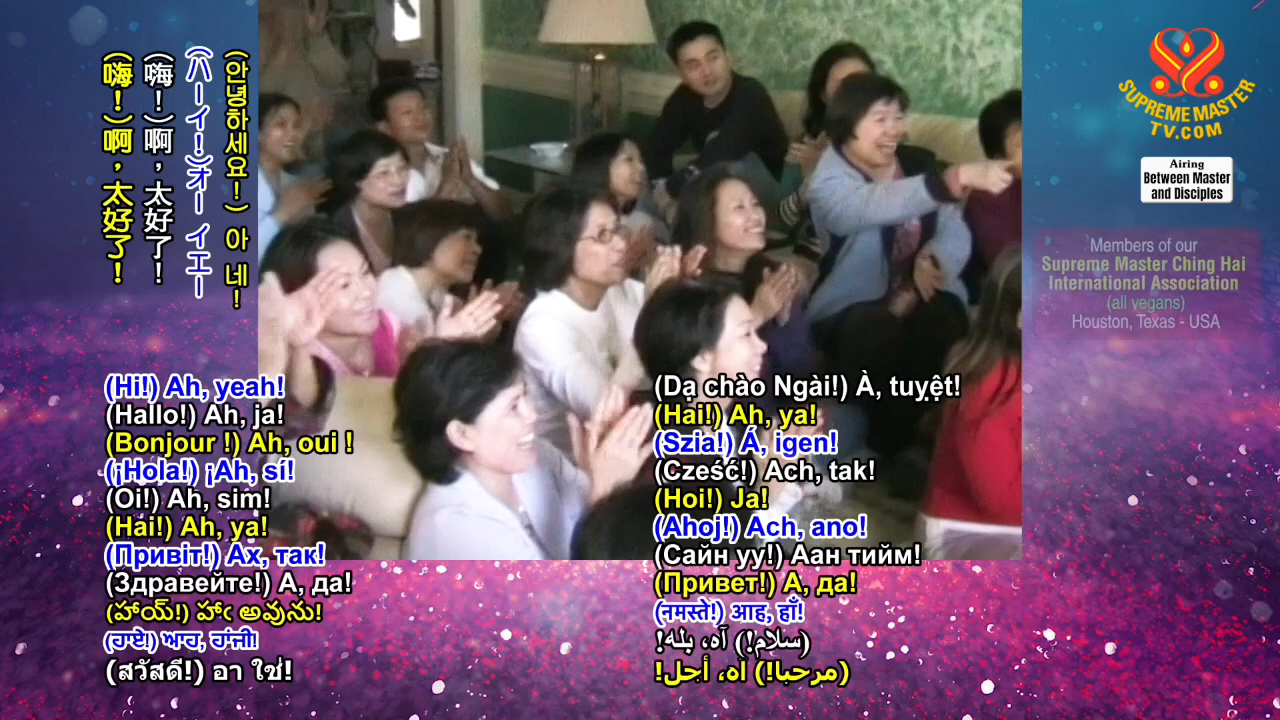 (안녕하세요!) 아 네!
(ハーイ!)オー イエー
(嗨!)啊，太好了!
(嗨!)啊，太好了!
SUPREME MASTER
TV.COM
Airing
Between Master
and Disciples
Members of our
Supreme Master Ching Hai
International Association
(all vegans)
Houston, Texas - USA
(Hi!) Ah, yeah!
(Hallo!) Ah, ja!
(Bonjour !) Ah, oui !
(¡Hola!) ¡Ah, sí!
(Oi!) Ah, sim!
(Hai!) Ah, ya!
(Привіт!) Ах, так!
(Здравейте!) А, да!
(హాయ్!) హాఁ అవును!
(ਹਾਏ!) ਆਹ, ਹਾਂਜੀ!
(สวัสดี!) อา ใช่!
(Dạ chào Ngài!) À, tuyệt!
(Hai!) Ah, ya!
(Szia!) Á, igen!
(Cześć!) Ach, tak!
(Hoi!) Ja!
(Ahoj!) Ach, ano!
(Сайн уу!) Аан тийм!
(Привет!) А, да!
(नमस्ते!) आह, हाँ!
(سلام!) آه، بله!
(مرحبا!) اه، أجل!